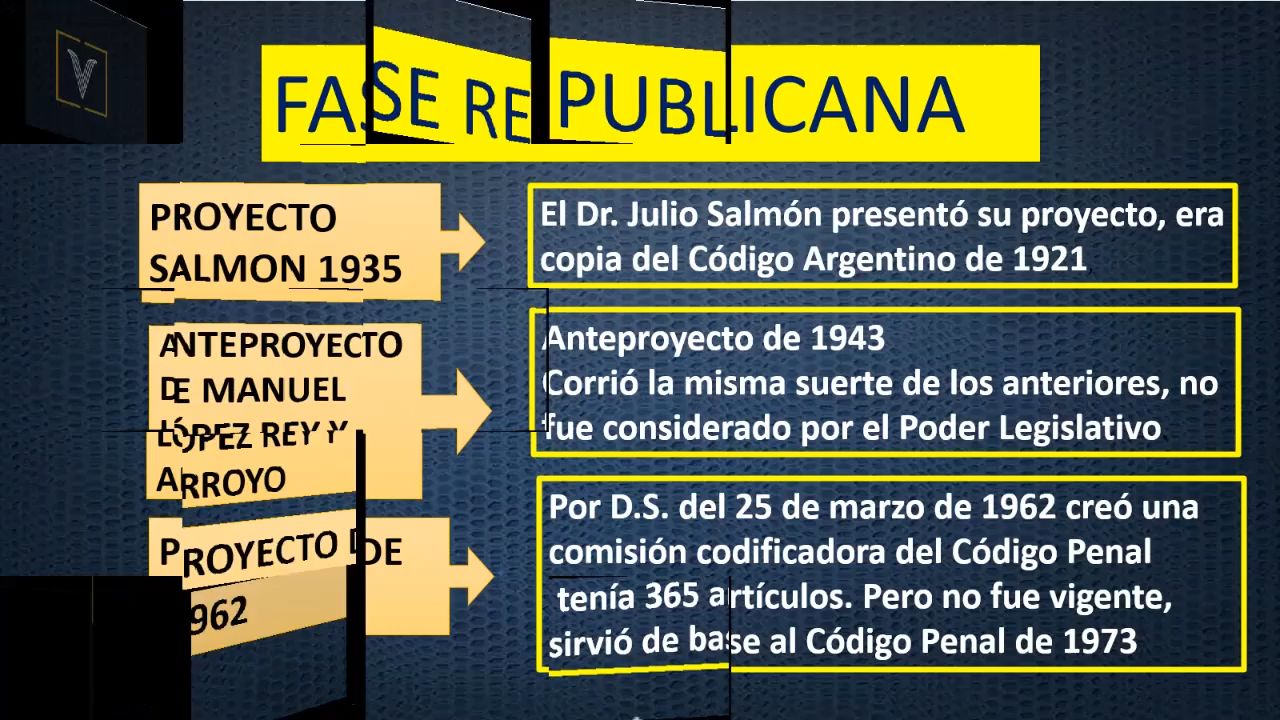 FASE REPUBLICANA
PROYECTO
SALMON 1935
El Dr. Julio Salmón presentó su proyecto, era
copia del Código Argentino de 1921
ANTEPROYECTO
DE MANUEL
LÓPEZ REY Y
ARROYO
Anteproyecto de 1943
Corrió la misma suerte de los anteriores, no
fue considerado por el Poder Legislativo
PROYECTO DE
962
Por D.S. del 25 de marzo de 1962 creó una
comisión codificadora del Código Penal
tenía 365 artículos. Pero no fue vigente,
sirvió de base al Código Penal de 1973
V